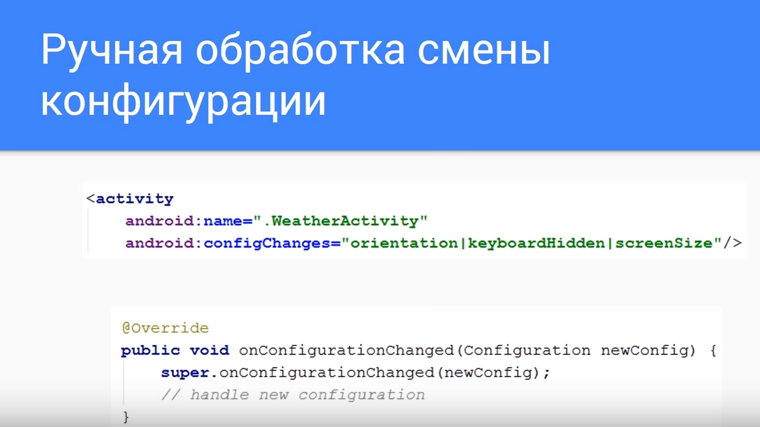 Ручная обработка смены
конфигурации
<activity
android:name=".WeatherActivity"
android:configChanges="orientation|keyboardHidden|screenSize"/>
@Override
public void onConfigurationChanged(Configuration newConfig) {
super.onConfigurationChanged(newConfig);
// handle new configuration
}